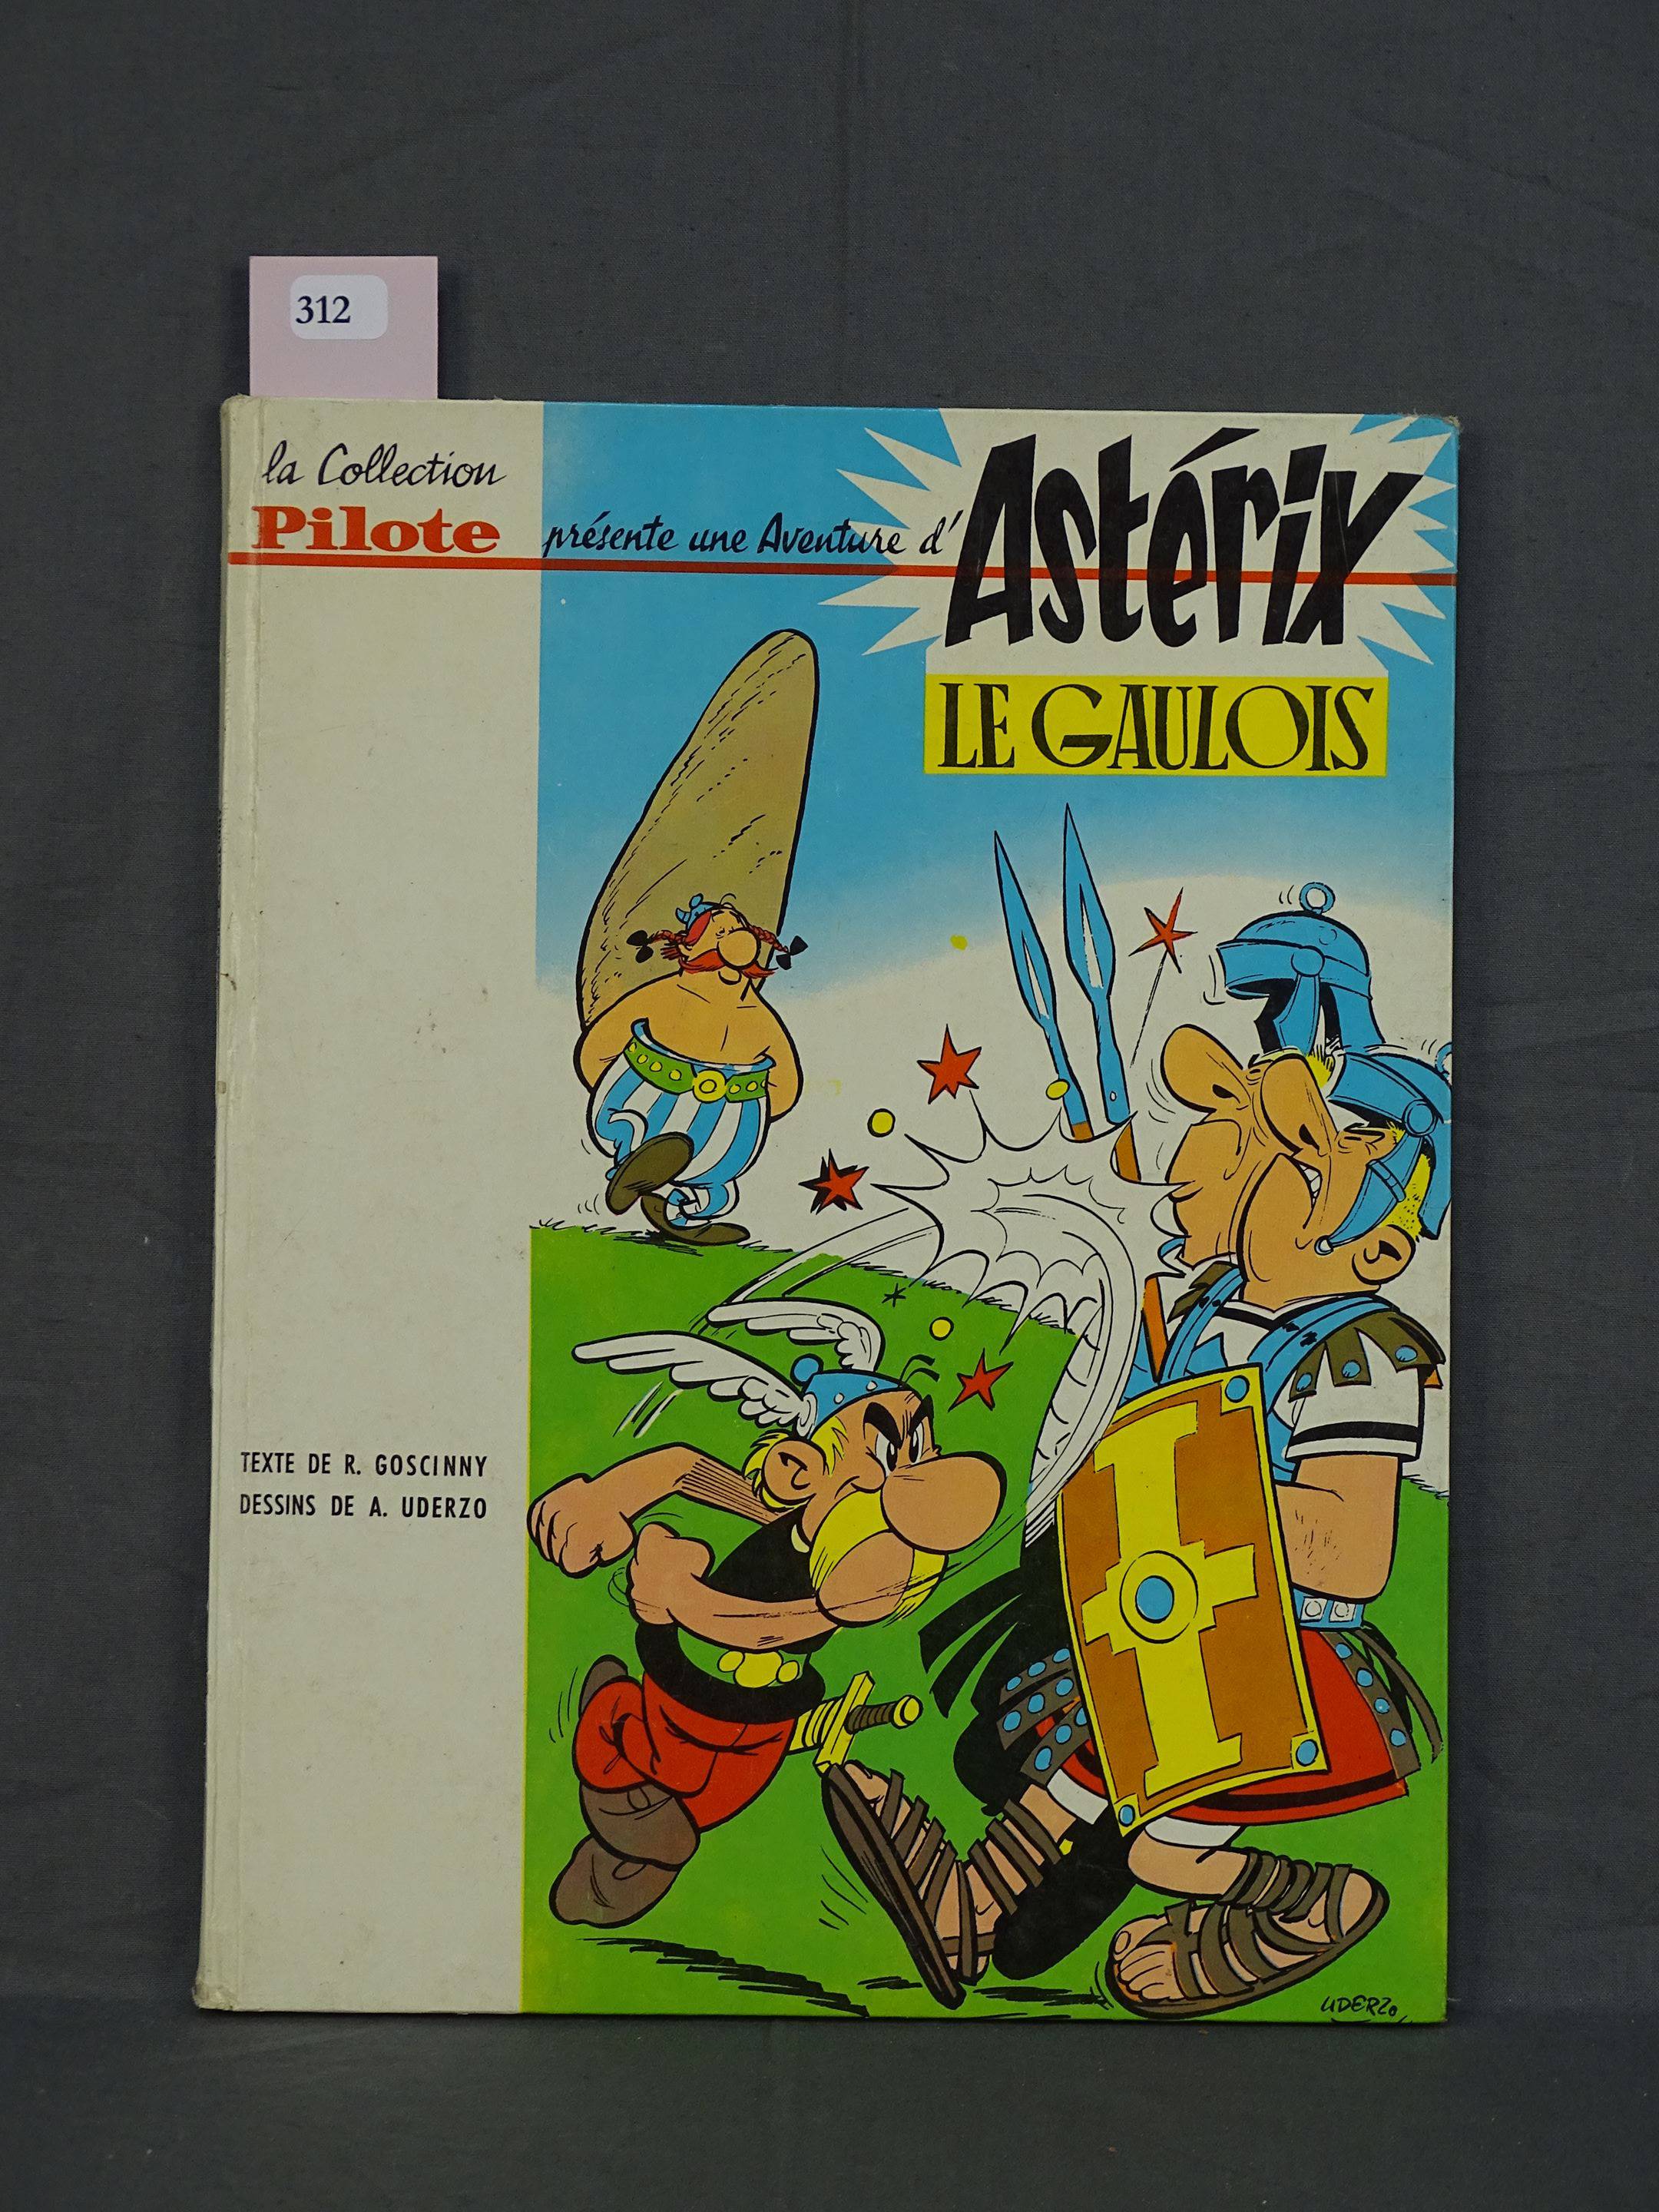 312
la Collection
Pilote
présente une Aventure d'
Astérix
LE GAULOIS
TEXTE DE R. GOSCINNY
DESSINS DE A. UDERZO
UDERZO